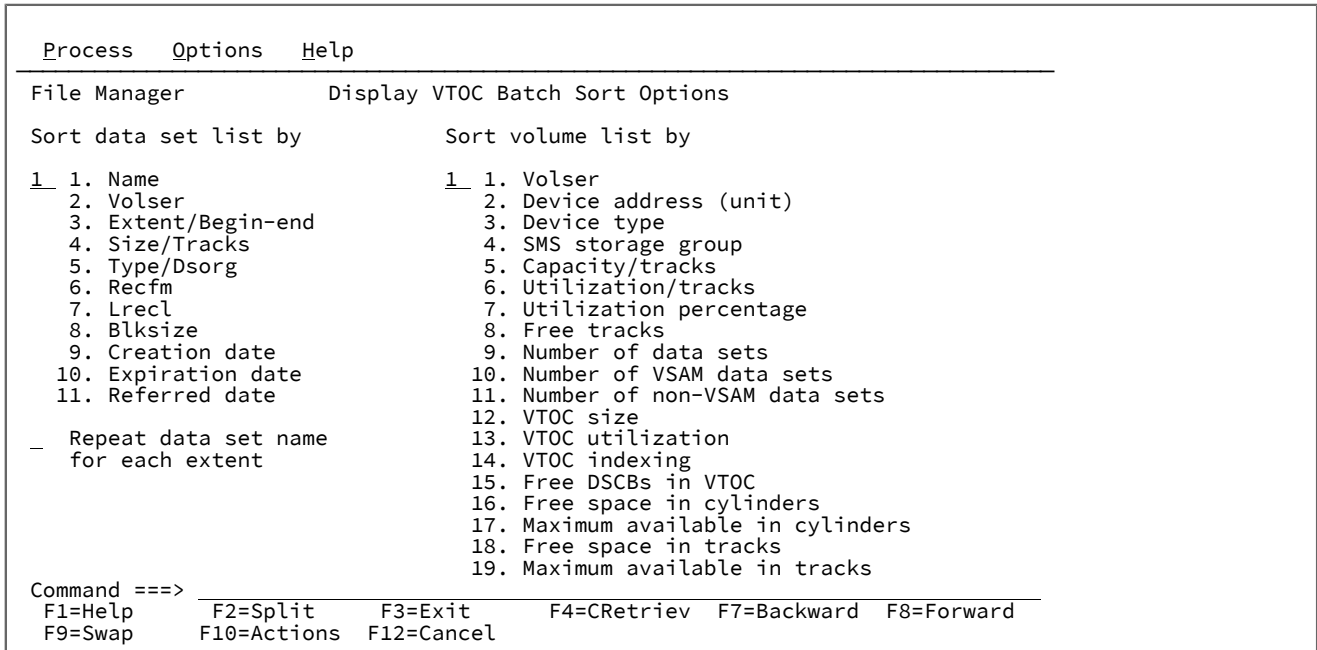 Process   Options   Help
File Manager           Display VTOC Batch Sort Options
Sort data set list by           Sort volume list by
1  1. Name                      1  1. Volser
   2. Volser                       2. Device address (unit)
   3. Extent/Begin-end             3. Device type
   4. Size/Tracks                  4. SMS storage group
   5. Type/Dsorg                   5. Capacity/tracks
   6. Recfm                        6. Utilization/tracks
   7. Lrecl                        7. Utilization percentage
   8. Blksize                      8. Free tracks
   9. Creation date                9. Number of data sets
  10. Expiration date             10. Number of VSAM data sets
  11. Referred date               11. Number of non-VSAM data sets
                                  12. VTOC size
_  Repeat data set name           13. VTOC utilization
   for each extent                14. VTOC indexing
                                  15. Free DSCBs in VTOC
                                  16. Free space in cylinders
                                  17. Maximum available in cylinders
                                  18. Free space in tracks
                                  19. Maximum available in tracks
Command ===>
F1=Help      F2=Split     F3=Exit      F4=CRetriev  F7=Backward  F8=Forward
F9=Swap     F10=Actions  F12=Cancel